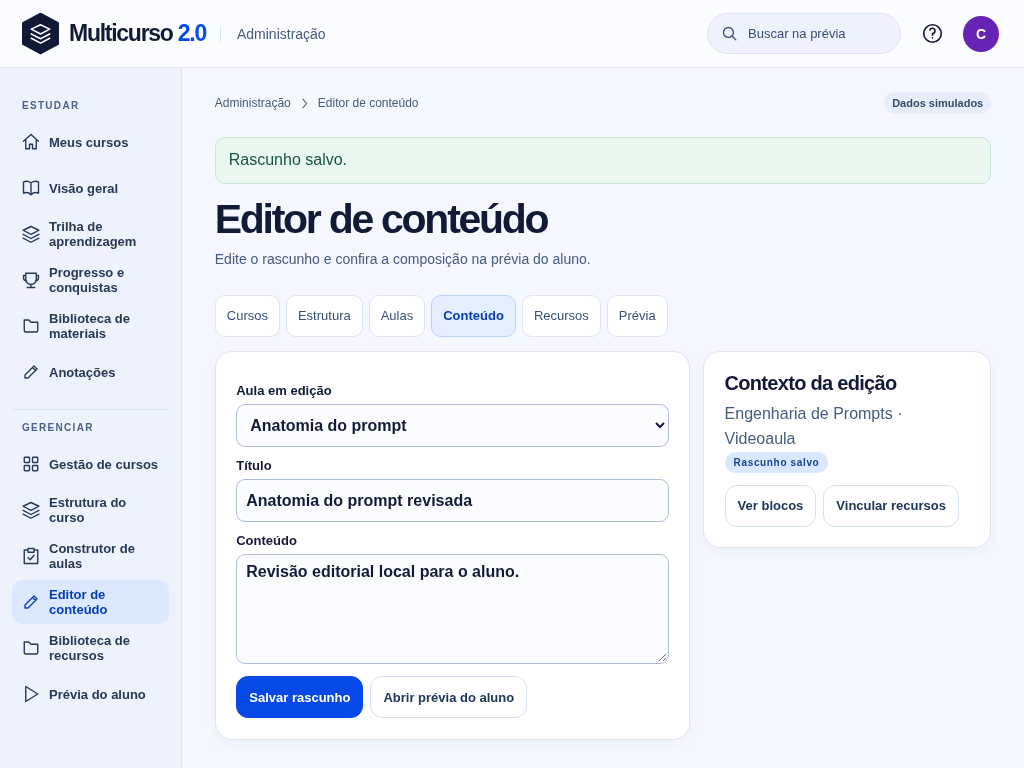 Multicurso 2.0
Administração
Buscar na prévia
C
ESTUDAR
Meus cursos
Visão geral
Trilha de
aprendizagem
Progresso e
conquistas
Biblioteca de
materiais
Anotações
GERENCIAR
Gestão de cursos
Estrutura do
curso
Construtor de
aulas
Editor de
conteúdo
Biblioteca de
recursos
Prévia do aluno
Administração
Editor de conteúdo
Dados simulados
Rascunho salvo.
Editor de conteúdo
Edite o rascunho e confira a composição na prévia do aluno.
Cursos
Estrutura
Aulas
Conteúdo
Recursos
Prévia
Aula em edição
Anatomia do prompt
Título
Anatomia do prompt revisada
Conteúdo
Revisão editorial local para o aluno.
Salvar rascunho
Abrir prévia do aluno
Contexto da edição
Engenharia de Prompts ·
Videoaula
Rascunho salvo
Ver blocos
Vincular recursos